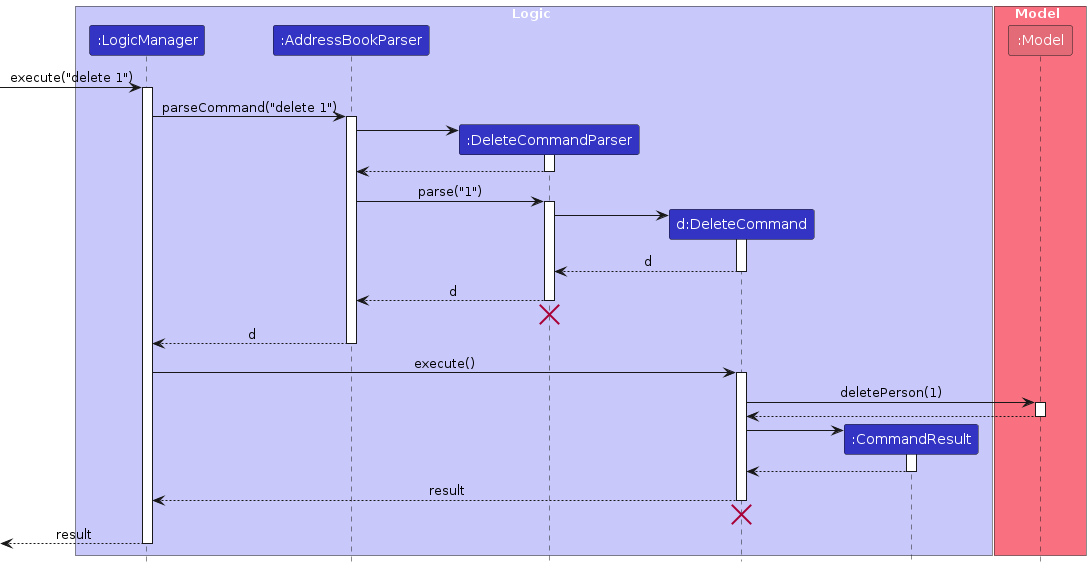 Logic
Model
:LogicManager
:AddressBookParser
:Model
execute("delete 1")
parseCommand("delete 1")
:DeleteCommandParser
parse("1")
d:DeleteCommand
d
d
d
execute()
deletePerson(1)
:CommandResult
result
result